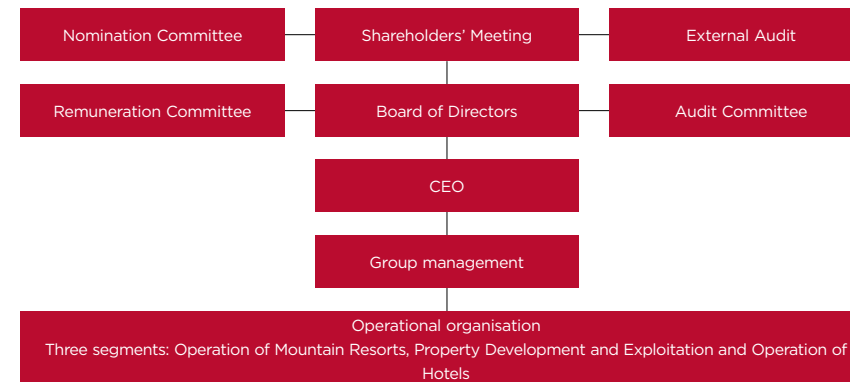 Nomination Committee
Shareholders’ Meeting
External Audit
Remuneration Committee
Board of Directors
Audit Committee
CEO
Group management
Operational organisation
Three segments: Operation of Mountain Resorts, Property Development and Exploitation and Operation of
Hotels